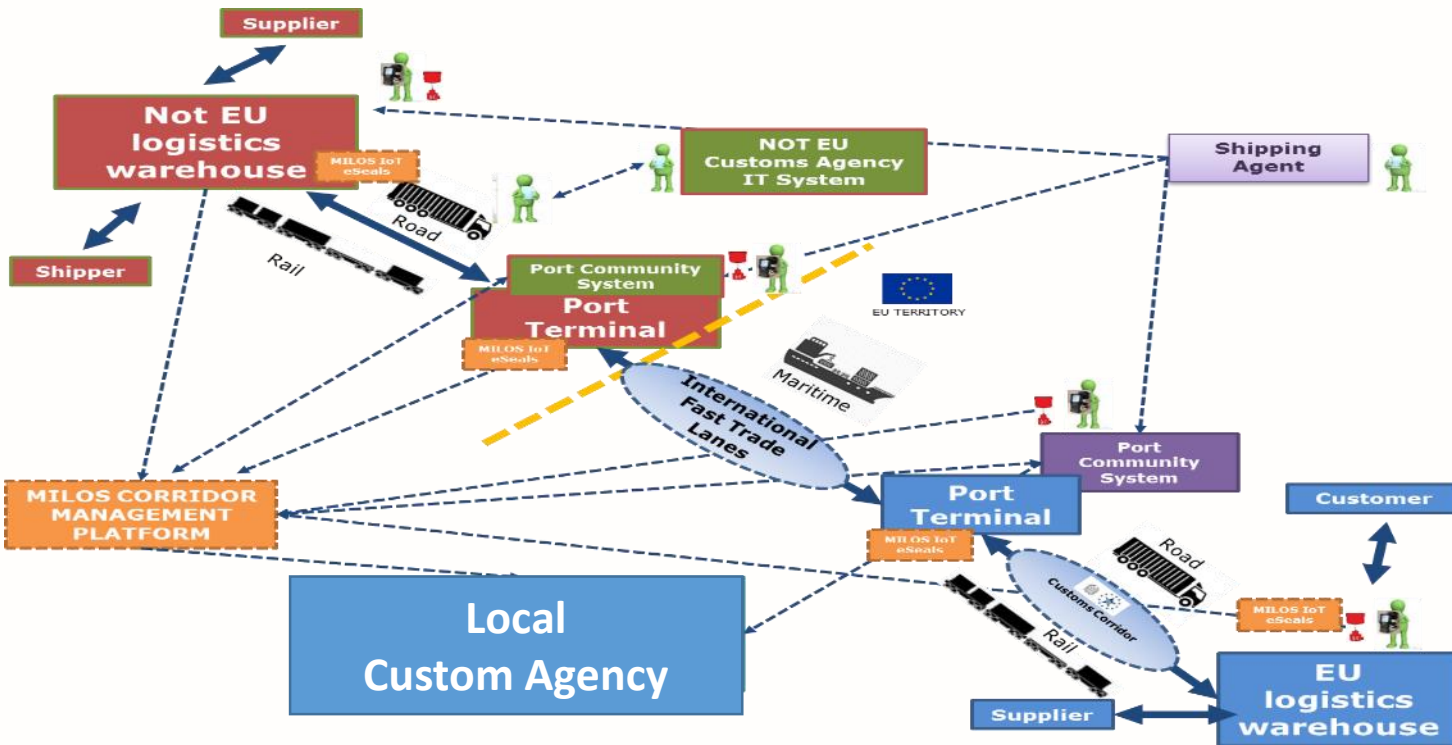 Supplier
Not EU
logistics
warehouse
MILOS IoT
eSeals
NOT EU
Customs Agency
IT System
Shipping
Agent
Road
Rail
Shipper
Port Community
System
Port
Terminal
MILOS IoT
eSeals
EU TERRITORY
Maritime
International
Fast Trade
Lanes
Port
Community
System
MILOS CORRIDOR
MANAGEMENT
PLATFORM
Port
Terminal
MILOS IoT
eSeals
Customer
Road
Customs Corridor
Rail
MILOS IoT
eSeals
Local
Custom Agency
EU
logistics
warehouse
Supplier